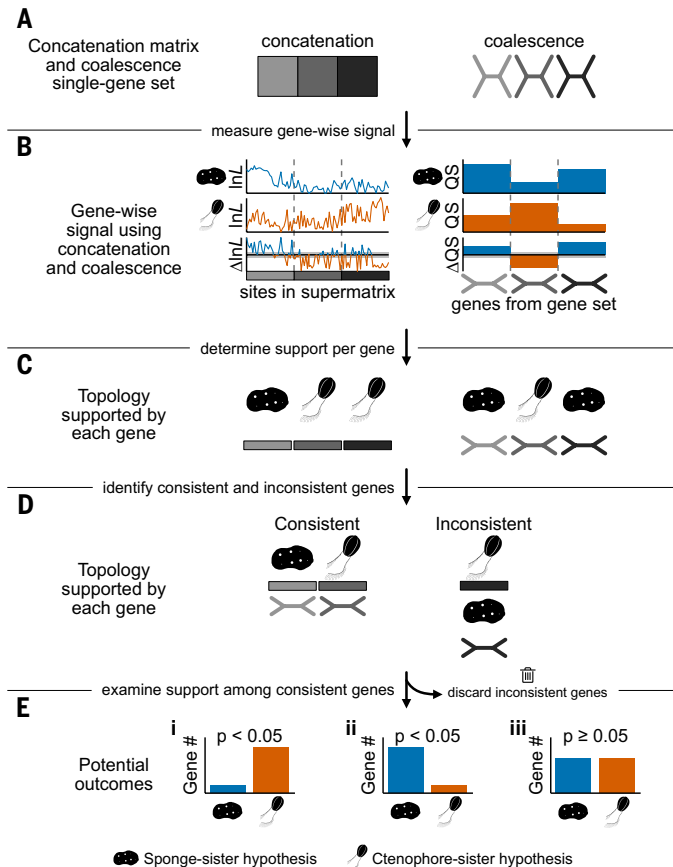 A
Concatenation matrix
and coalescence
single-gene set
concatenation
coalescence
measure gene-wise signal
B
Gene-wise
signal using
concatenation
and coalescence
lnL
lnL
ΔlnL
sites in supermatrix
QS
QS
ΔQS
genes from gene set
determine support per gene
C
Topology
supported by
each gene
identify consistent and inconsistent genes
D
Topology
supported by
each gene
Consistent
Inconsistent
examine support among consistent genes
discard inconsistent genes
E
Potential
outcomes
i
p < 0.05
Gene #
ii
p < 0.05
Gene #
iii
p ≥ 0.05
Gene #
Sponge-sister hypothesis
Ctenophore-sister hypothesis